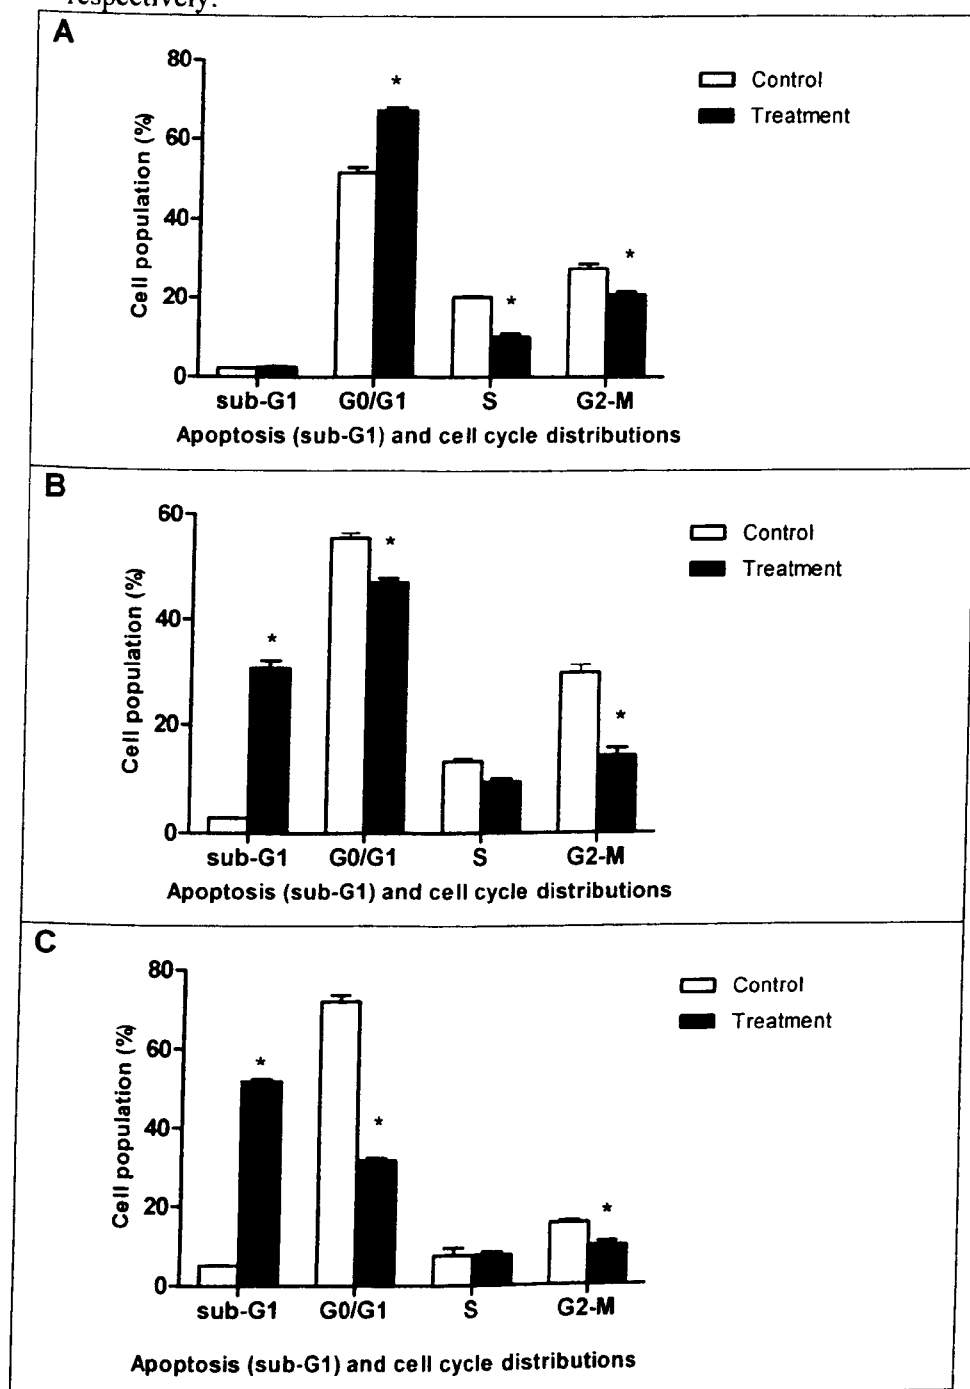 respectively.
A
80
60
40
20
0
Cell population (%)
*
*
*
Control
Treatment
sub-G1 G0/G1 S G2-M
Apoptosis (sub-G1) and cell cycle distributions
B
60
40
20
0
Cell population (%)
*
*
*
Control
Treatment
sub-G1 G0/G1 S G2-M
Apoptosis (sub-G1) and cell cycle distributions
C
80
60
40
20
0
Cell population (%)
*
*
*
Control
Treatment
sub-G1 G0/G1 S G2-M
Apoptosis (sub-G1) and cell cycle distributions